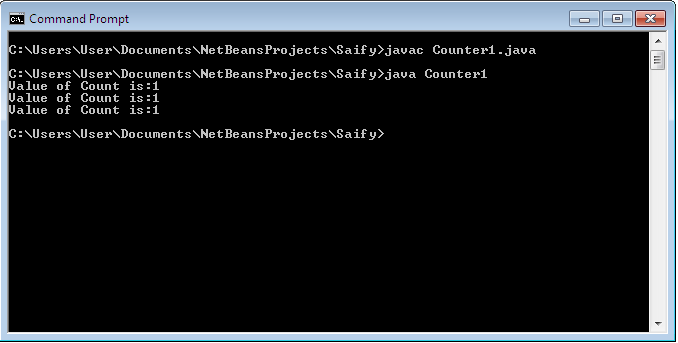 Command Prompt
C:\Users\User\Documents\NetBeansProjects\Saify>javac Counter1.java
C:\Users\User\Documents\NetBeansProjects\Saify>java Counter1
Value of Count is:1
Value of Count is:1
Value of Count is:1
C:\Users\User\Documents\NetBeansProjects\Saify>